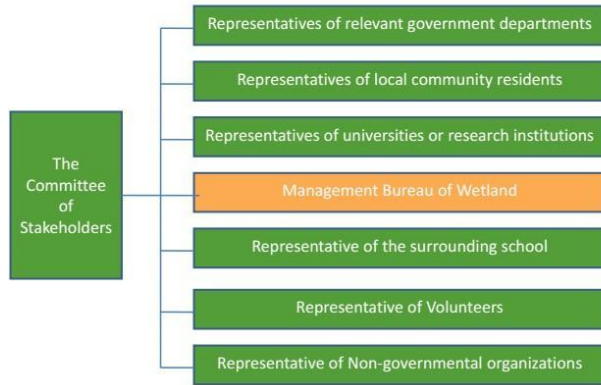 Representatives of relevant government departments
Representatives of local community residents
Representatives of universities or research institutions
The
Committee
of
Stakeholders
Management Bureau of Wetland
Representative of the surrounding school
Representative of Volunteers
Representative of Non-governmental organizations